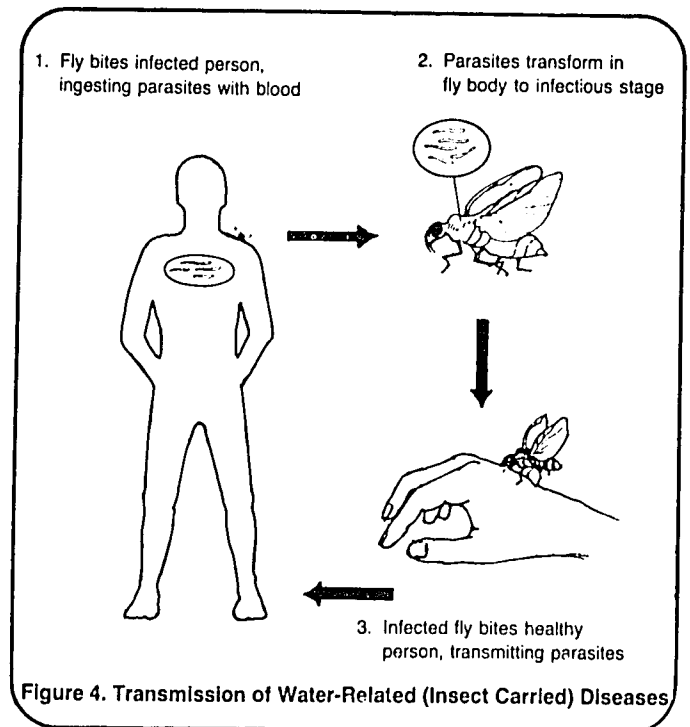 1. Fly bites infected person,
ingesting parasites with blood
2. Parasites transform in
fly body to infectious stage
3. Infected fly bites healthy
person, transmitting parasites
Figure 4. Transmission of Water-Related (Insect Carried) Diseases